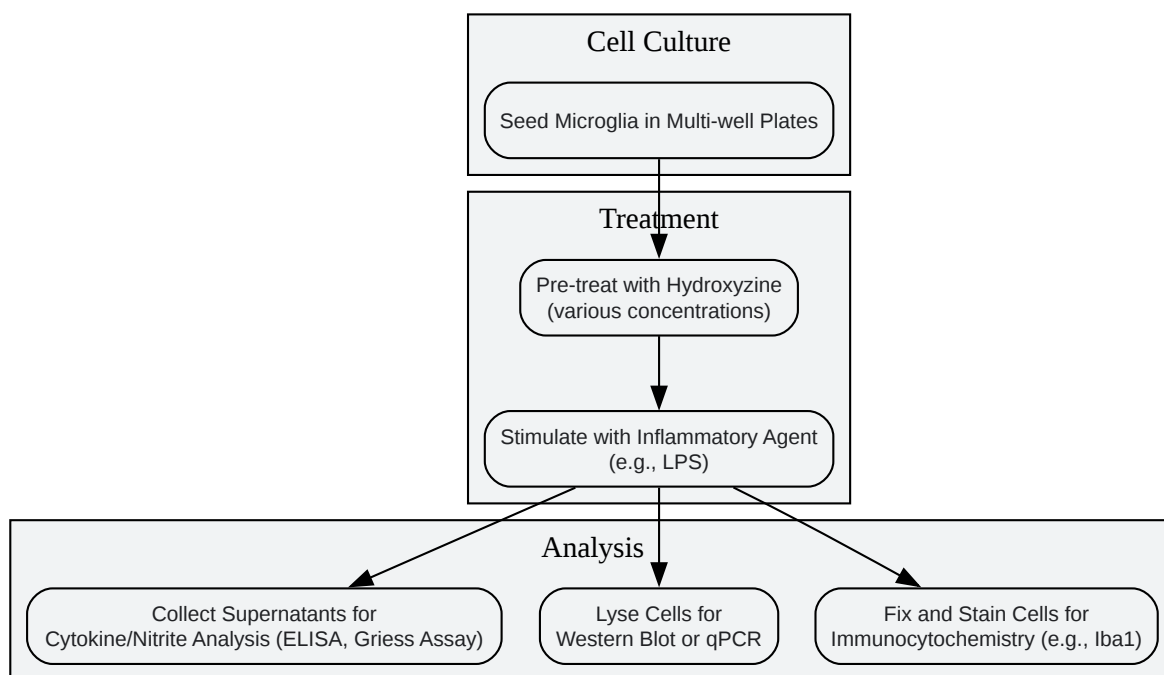 Cell Culture
Seed Microglia in Multi-well Plates
Treatment
Pre-treat with Hydroxyzine
(various concentrations)
Stimulate with Inflammatory Agent
(e.g., LPS)
Analysis
Collect Supernatants for
Cytokine/Nitrite Analysis (ELISA, Griess Assay)
Lyse Cells for
Western Blot or qPCR
Fix and Stain Cells for
Immunocytochemistry (e.g., Iba1)